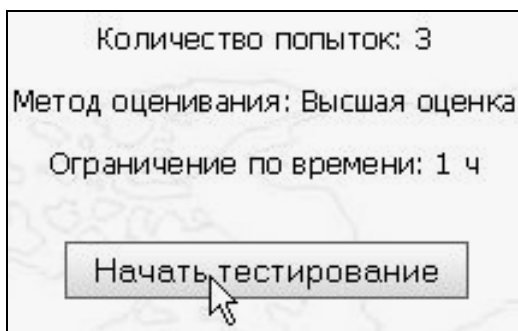 Количество попыток: 3
Метод оценивания: Высшая оценка
Ограничение по времени: 1 ч
Начать тестирование